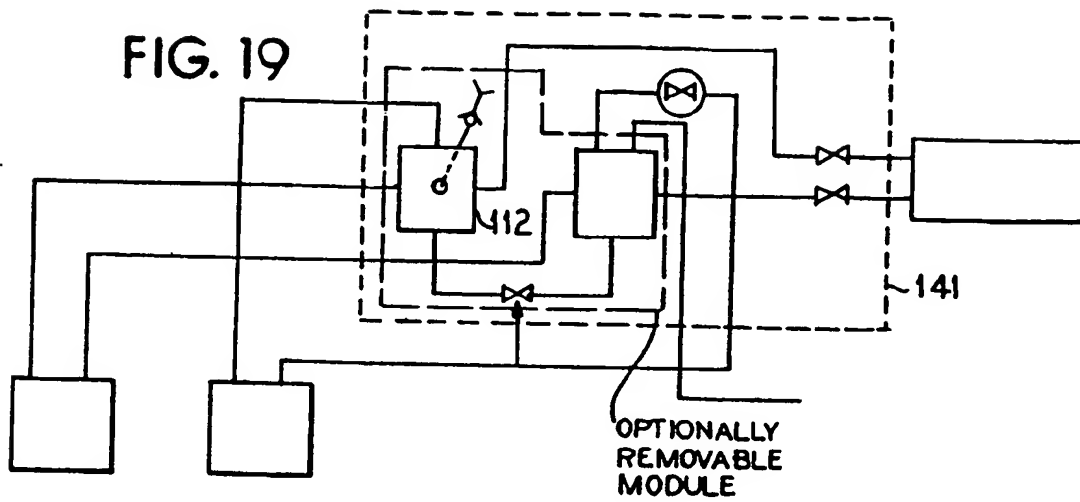 FIG. 19
112
141
OPTIONALLY
REMOVABLE
MODULE